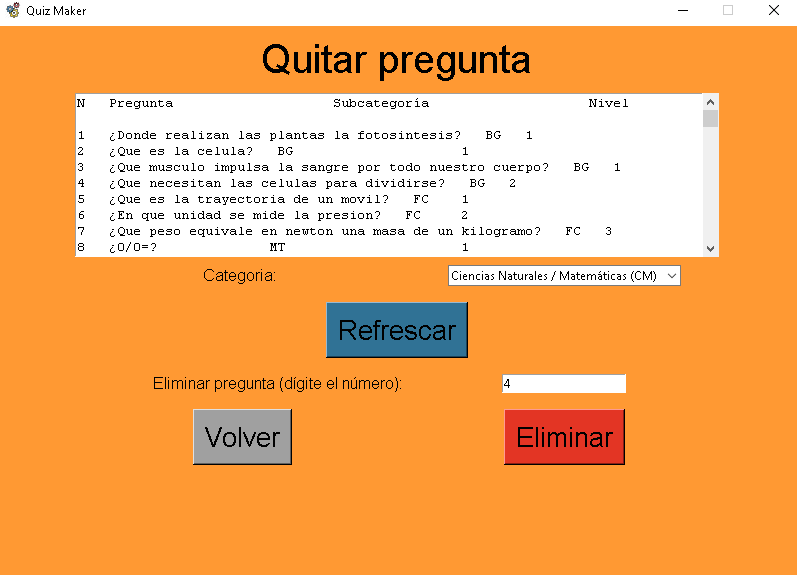 Quiz Maker
Quitar pregunta
N Pregunta Subcategoría Nivel
1 ¿Donde realizan las plantas la fotosintesis? BG 1
2 ¿Que es la celula? BG 1
3 ¿Que musculo impulsa la sangre por todo nuestro cuerpo? BG 1
4 ¿Que necesitan las celulas para dividirse? BG 2
5 ¿Que es la trayectoria de un movil? FC 1
6 ¿En que unidad se mide la presion? FC 2
7 ¿Que peso equivale en newton una masa de un kilogramo? FC 3
8 ¿0/0=? MT 1
Categoria: Ciencias Naturales / Matemáticas (CM)
Refrescar
Eliminar pregunta (dígite el número): 4
Volver Eliminar